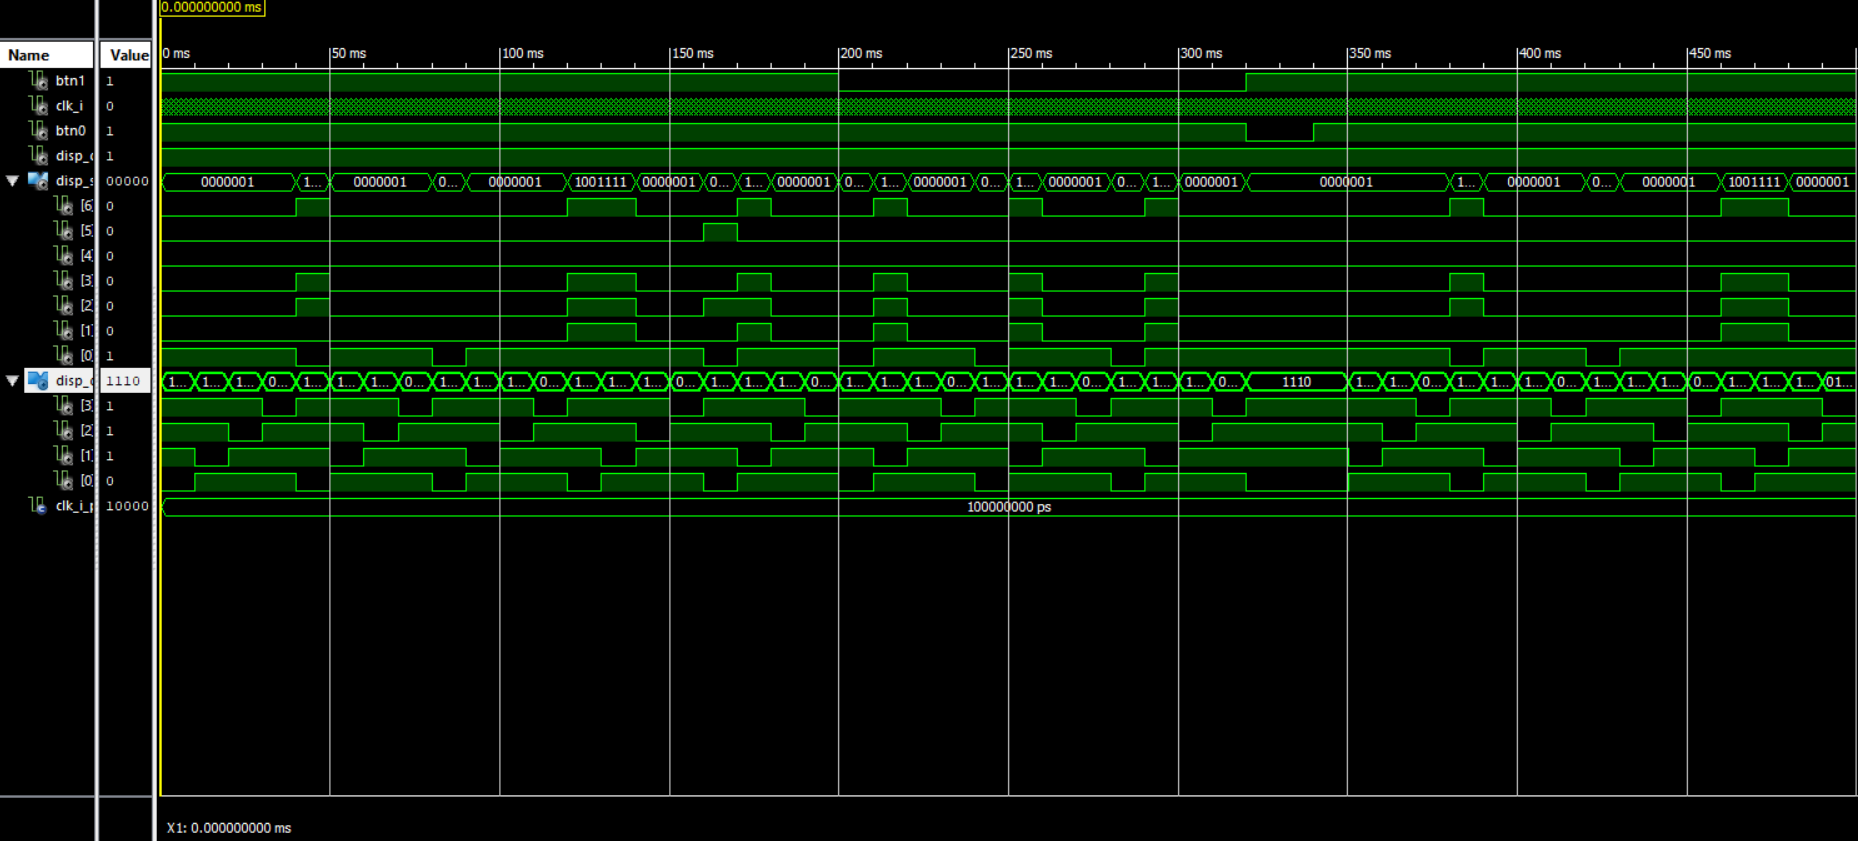 0.000000000 ms
0 ms 50 ms 100 ms 150 ms 200 ms 250 ms 300 ms 350 ms 400 ms 450 ms
Name Value
btn1 1
clk_i 0
btn0 1
disp_c 1
disp_s 00000 0000001 1... 0000001 0... 0000001 1001111 0000001 0... 1... 0000001 0... 1... 0000001 0... 1... 0000001 0... 1... 0000001 0000001 1... 0000001 0... 0000001 1001111 0000001
[6] 0
[5] 0
[4] 0
[3] 0
[2] 0
[1] 0
[0] 1
disp_c 1110 1... 1... 1... 0... 1... 1... 1... 0... 1... 1... 1... 0... 1... 1... 1... 0... 1... 1... 1... 0... 1... 1... 1... 0... 1... 1... 1... 0... 1... 1... 1... 0... 1110 1... 1... 0... 1... 1... 1... 0... 1... 1... 1... 0... 1... 1... 1... 01...
[3] 1
[2] 1
[1] 1
[0] 0
clk_i_p 10000 100000000 ps
X1: 0.000000000 ms